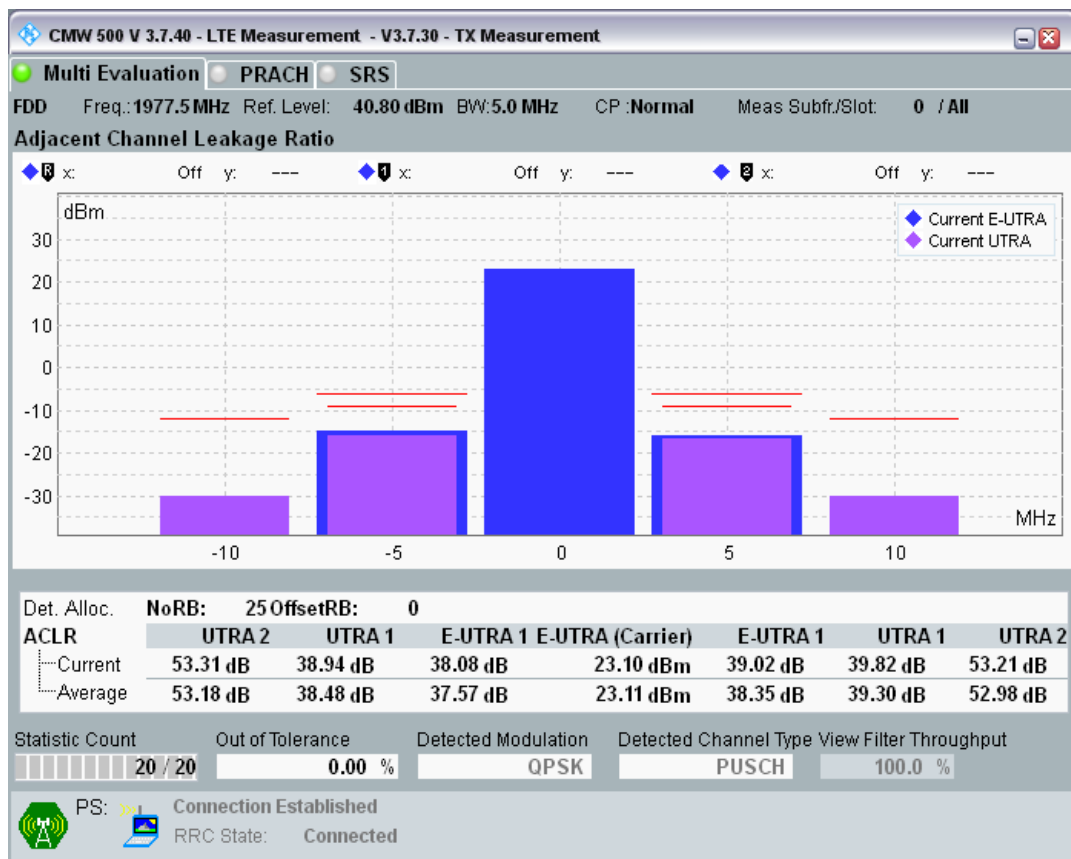 CMW 500 V 3.7.40 - LTE Measurement - V3.7.30 - TX Measurement
Multi Evaluation PRACH SRS
FDD Freq.:1977.5 MHz Ref. Level: 40.80 dBm BW:5.0 MHz CP :Normal Meas Subfr./Slot: 0 / All
Adjacent Channel Leakage Ratio
R x: Off y: --- 1 x: Off y: --- 2 x: Off y: ---
dBm
Current E-UTRA
Current UTRA
30
20
10
0
-10
-20
-30
MHz
-10 -5 0 5 10
Det. Alloc. NoRB: 25 OffsetRB: 0
ACLR UTRA 2 UTRA 1 E-UTRA 1 E-UTRA (Carrier) E-UTRA 1 UTRA 1 UTRA 2
Current 53.31 dB 38.94 dB 38.08 dB 23.10 dBm 39.02 dB 39.82 dB 53.21 dB
Average 53.18 dB 38.48 dB 37.57 dB 23.11 dBm 38.35 dB 39.30 dB 52.98 dB
Statistic Count Out of Tolerance Detected Modulation Detected Channel Type View Filter Throughput
20 / 20 0.00 % QPSK PUSCH 100.0 %
PS: Connection Established
RRC State: Connected